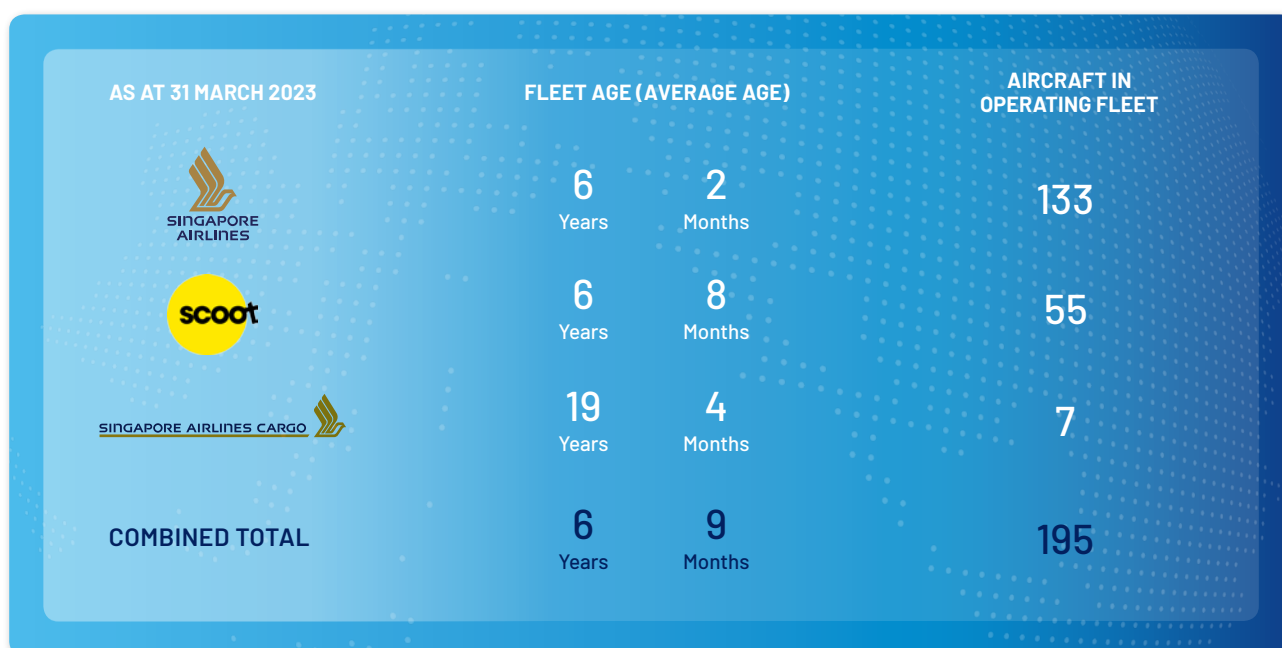 AS AT 31 MARCH 2023
FLEET AGE (AVERAGE AGE)
AIRCRAFT IN
OPERATING FLEET
SINGAPORE
AIRLINES
6 2
Years Months
133
scoot
6 8
Years Months
55
SINGAPORE AIRLINES CARGO
19 4
Years Months
7
COMBINED TOTAL
6 9
Years Months
195